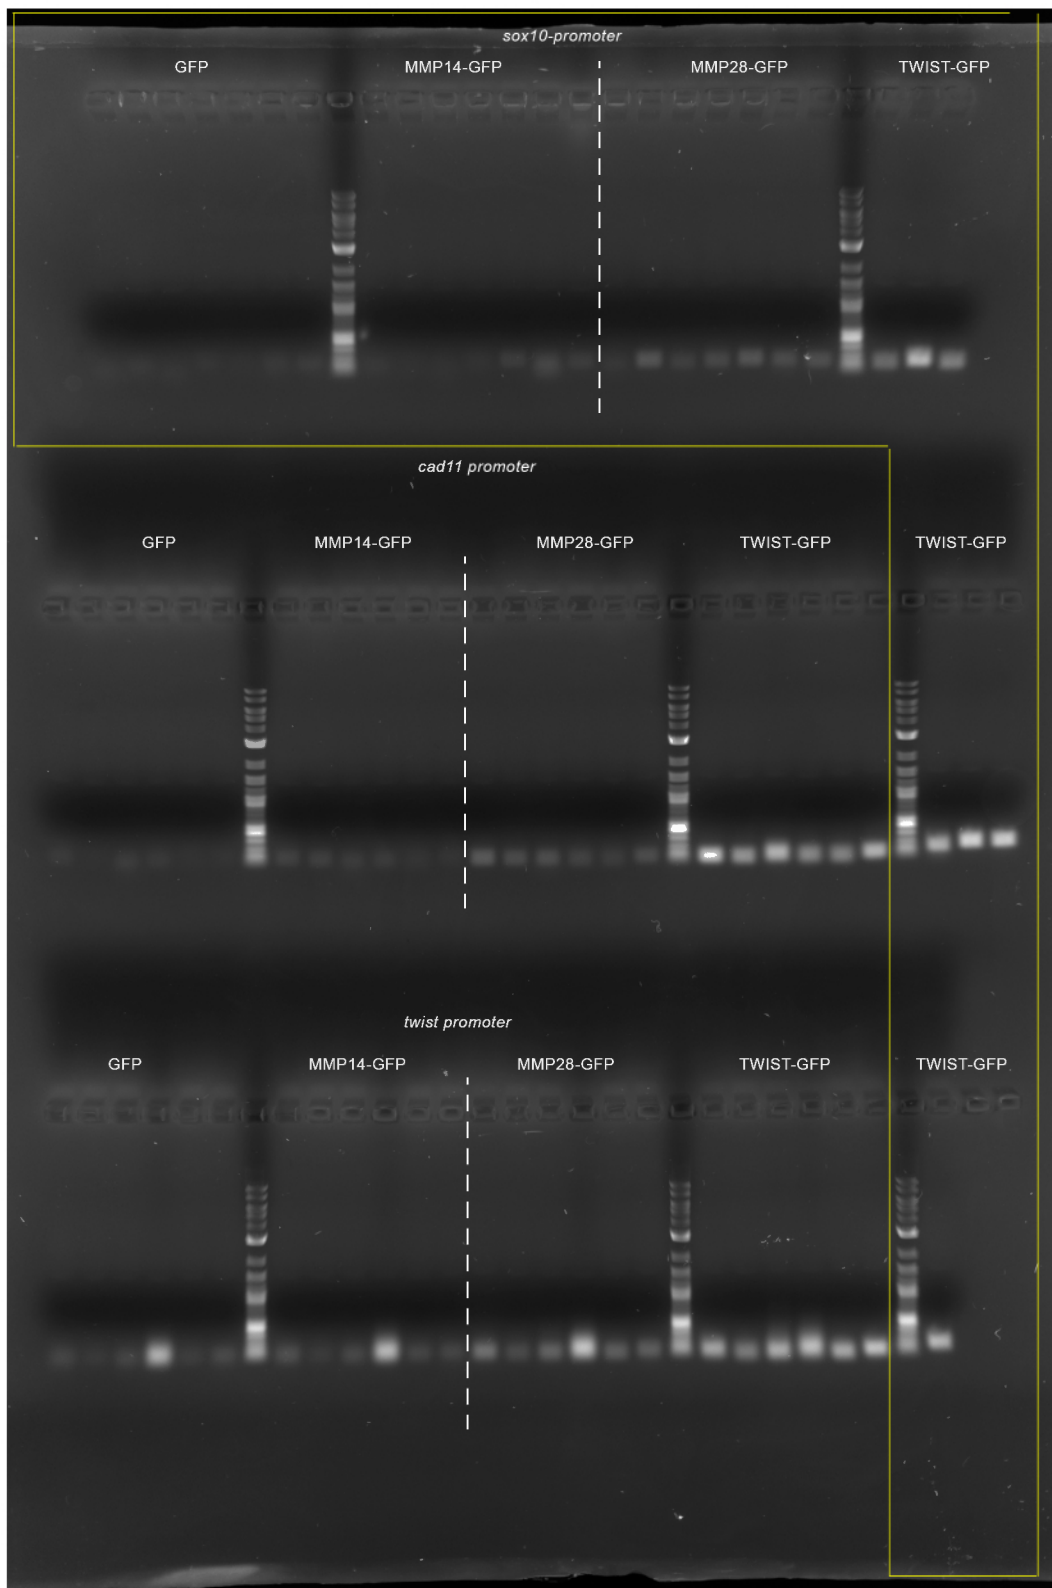 sox10-promoter
GFP MMP14-GFP MMP28-GFP TWIST-GFP
cad11 promoter
GFP MMP14-GFP MMP28-GFP TWIST-GFP TWIST-GFP
twist promoter
GFP MMP14-GFP MMP28-GFP TWIST-GFP TWIST-GFP